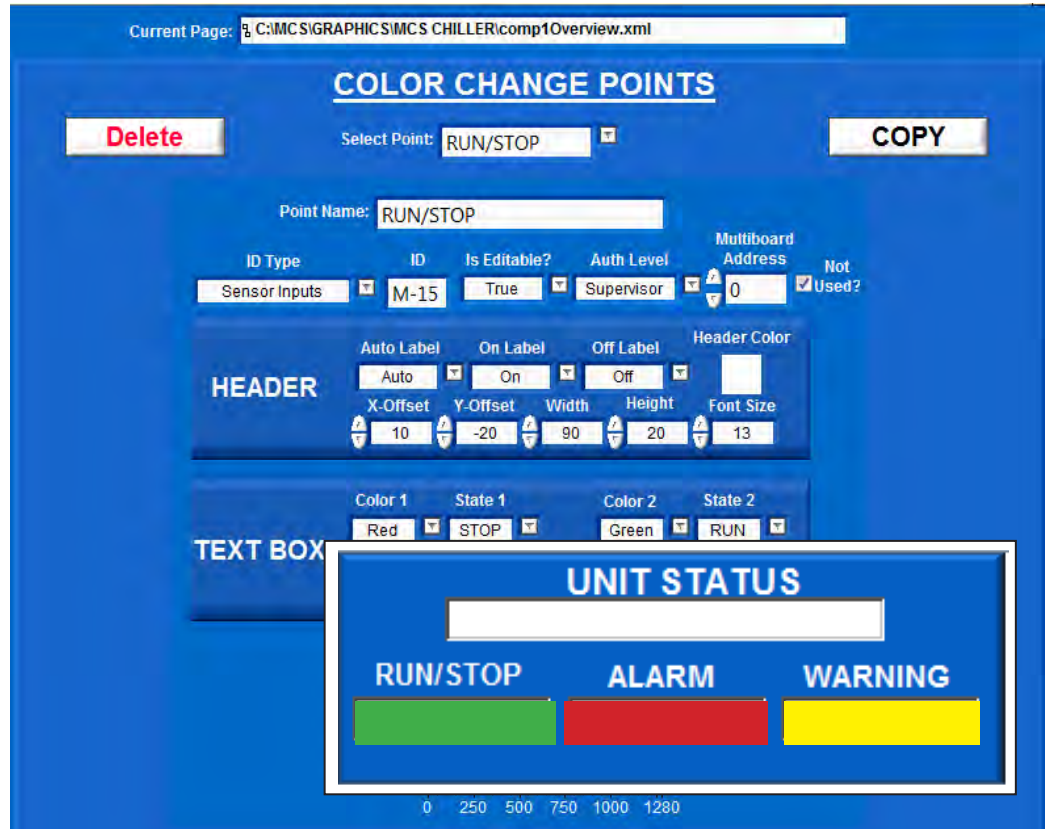 Current Page: C:\MCS\GRAPHICS\MCS CHILLER\comp1Overview.xml
COLOR CHANGE POINTS
Delete
Select Point: RUN/STOP
COPY
Point Name: RUN/STOP
ID Type ID Is Editable? Auth Level Multiboard Address Not Used?
Sensor Inputs M-15 True Supervisor 0
HEADER
Auto Label On Label Off Label Header Color
Auto On Off
X-Offset Y-Offset Width Height Font Size
10 -20 90 20 13
TEXT BOX
Color 1 State 1 Color 2 State 2
Red STOP Green RUN
UNIT STATUS
RUN/STOP ALARM WARNING
0 250 500 750 1000 1280